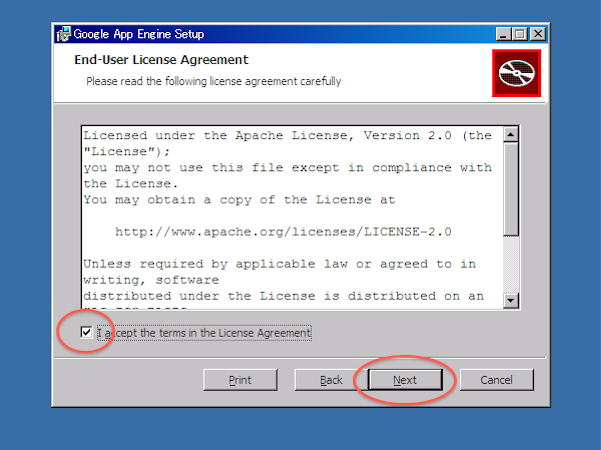 Google App Engine Setup
End-User License Agreement
Please read the following license agreement carefully
Licensed under the Apache License, Version 2.0 (the
"License");
you may not use this file except in compliance with
the License.
You may obtain a copy of the License at
http://www.apache.org/licenses/LICENSE-2.0
Unless required by applicable law or agreed to in
writing, software
distributed under the License is distributed on an
I accept the terms in the License Agreement
Print
Back
Next
Cancel